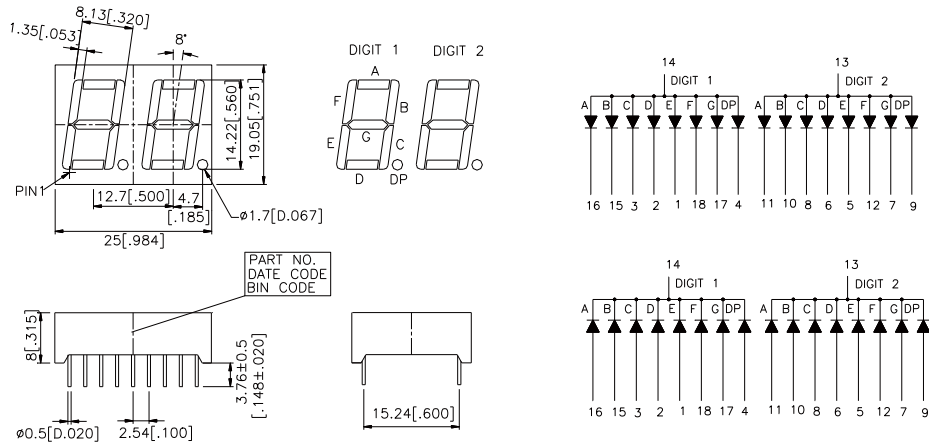 8.13[.320]
1.35[.053]
8°
14.22[.560]
19.05[.751]
PIN1
12.7[.500]
4.7
[.185]
ø1.7[D.067]
25[.984]
DIGIT 1 DIGIT 2
A
F B
G
E C
D DP
14
DIGIT 1
A B C D E F G DP
16 15 3 2 1 18 17 4
13
DIGIT 2
A B C D E F G DP
11 10 8 6 5 12 7 9
PART NO.
DATE CODE
BIN CODE
8[.315]
3.76±0.5
[.148±.020]
ø0.5[D.020]
2.54[.100]
15.24[.600]
14
DIGIT 1
A B C D E F G DP
16 15 3 2 1 18 17 4
13
DIGIT 2
A B C D E F G DP
11 10 8 6 5 12 7 9